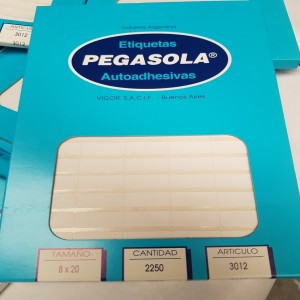 Industria Argentina
Etiquetas
PEGASOLA®
Autoadhesivas
VIGOR S.A.C.I.F. - Buenos Aires
TAMAÑO
8 x 20
CANTIDAD
2250
ARTICULO
3012
3012